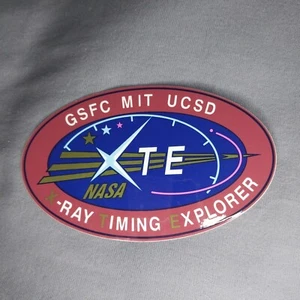 GSFC MIT UCSD
XTE
NASA
X-RAY TIMING EXPLORER